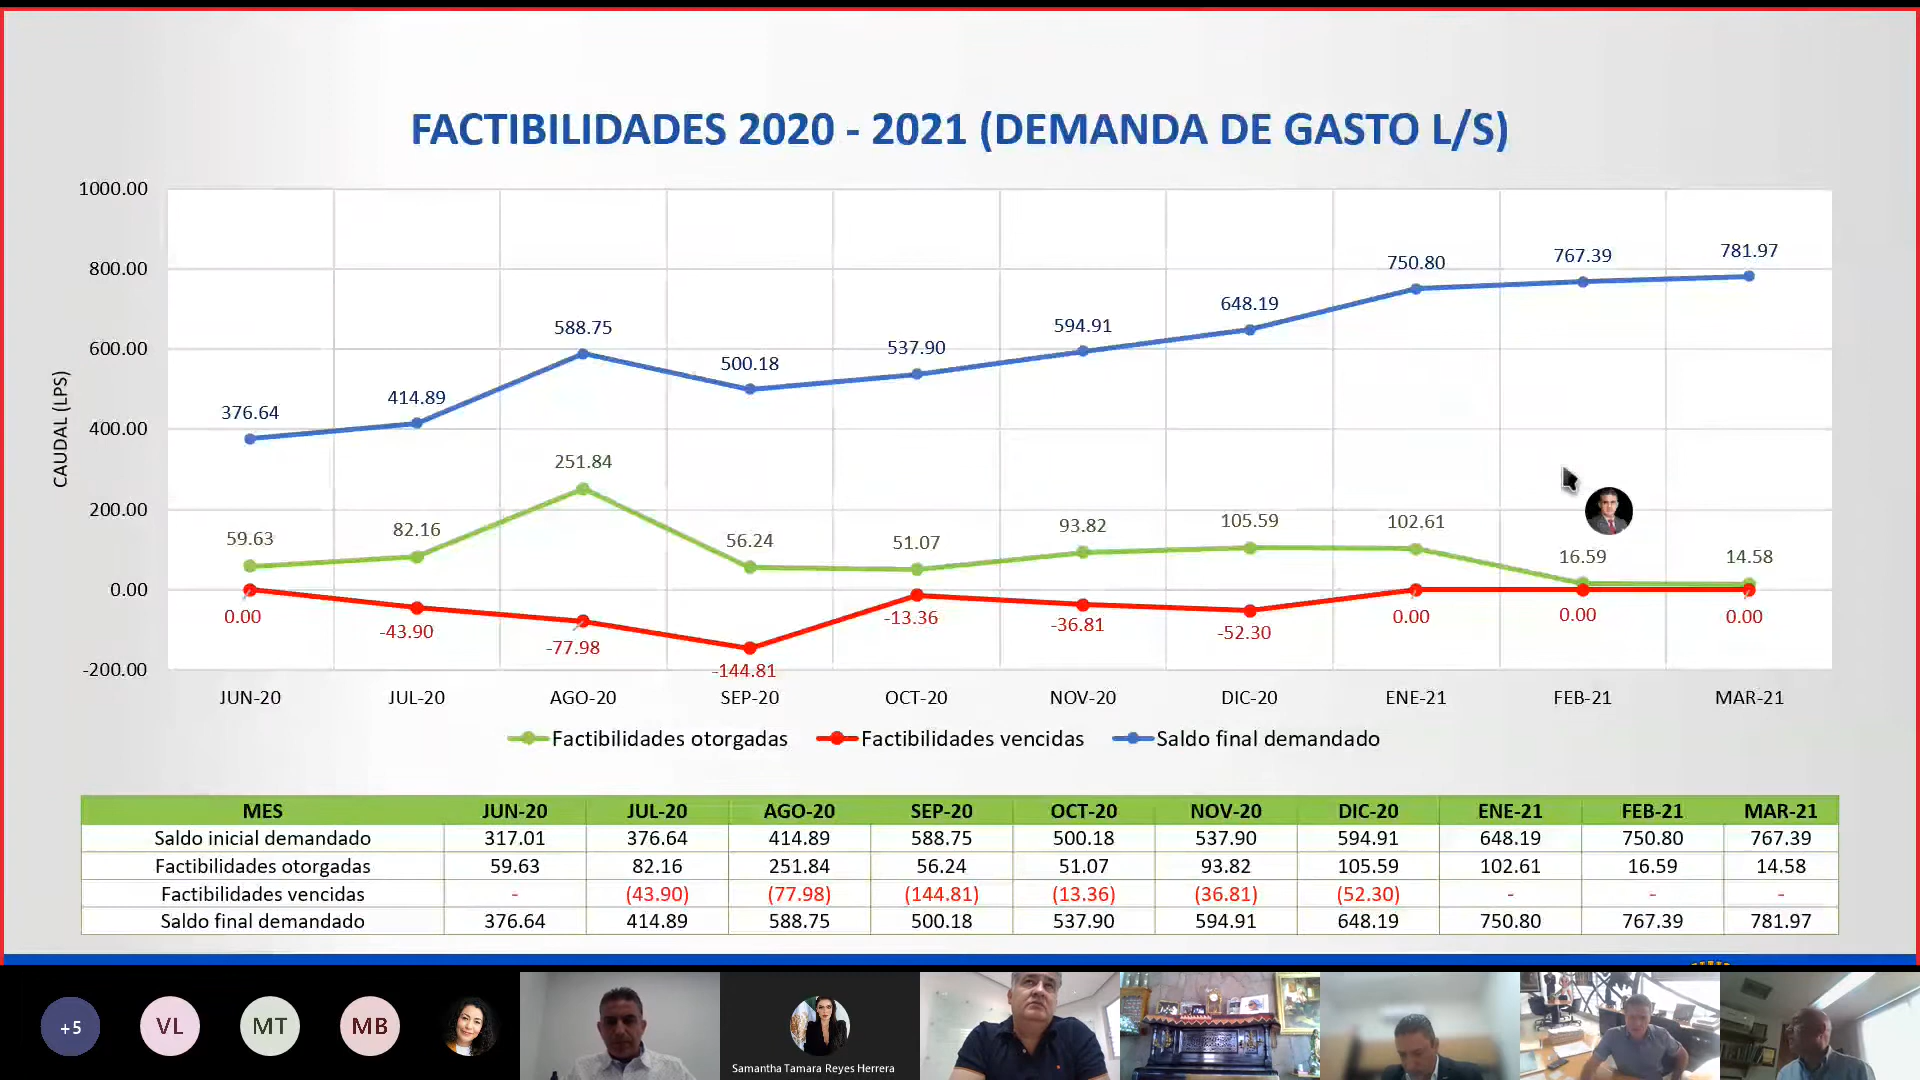 FACTIBILIDADES 2020 - 2021 (DEMANDA DE GASTO L/S)
CAUDAL (LPS)
1000.00
800.00
600.00
400.00
200.00
0.00
-200.00
376.64 414.89 588.75 500.18 537.90 594.91 648.19 750.80 767.39 781.97
59.63 82.16 251.84 56.24 51.07 93.82 105.59 102.61 16.59 14.58
0.00 -43.90 -77.98 -144.81 -13.36 -36.81 -52.30 0.00 0.00 0.00
JUN-20 JUL-20 AGO-20 SEP-20 OCT-20 NOV-20 DIC-20 ENE-21 FEB-21 MAR-21
Factibilidades otorgadas Factibilidades vencidas Saldo final demandado
MES JUN-20 JUL-20 AGO-20 SEP-20 OCT-20 NOV-20 DIC-20 ENE-21 FEB-21 MAR-21
Saldo inicial demandado 317.01 376.64 414.89 588.75 500.18 537.90 594.91 648.19 750.80 767.39
Factibilidades otorgadas 59.63 82.16 251.84 56.24 51.07 93.82 105.59 102.61 16.59 14.58
Factibilidades vencidas - (43.90) (77.98) (144.81) (13.36) (36.81) (52.30) - - -
Saldo final demandado 376.64 414.89 588.75 500.18 537.90 594.91 648.19 750.80 767.39 781.97
+5 VL MT MB
Samantha Tamara Reyes Herrera